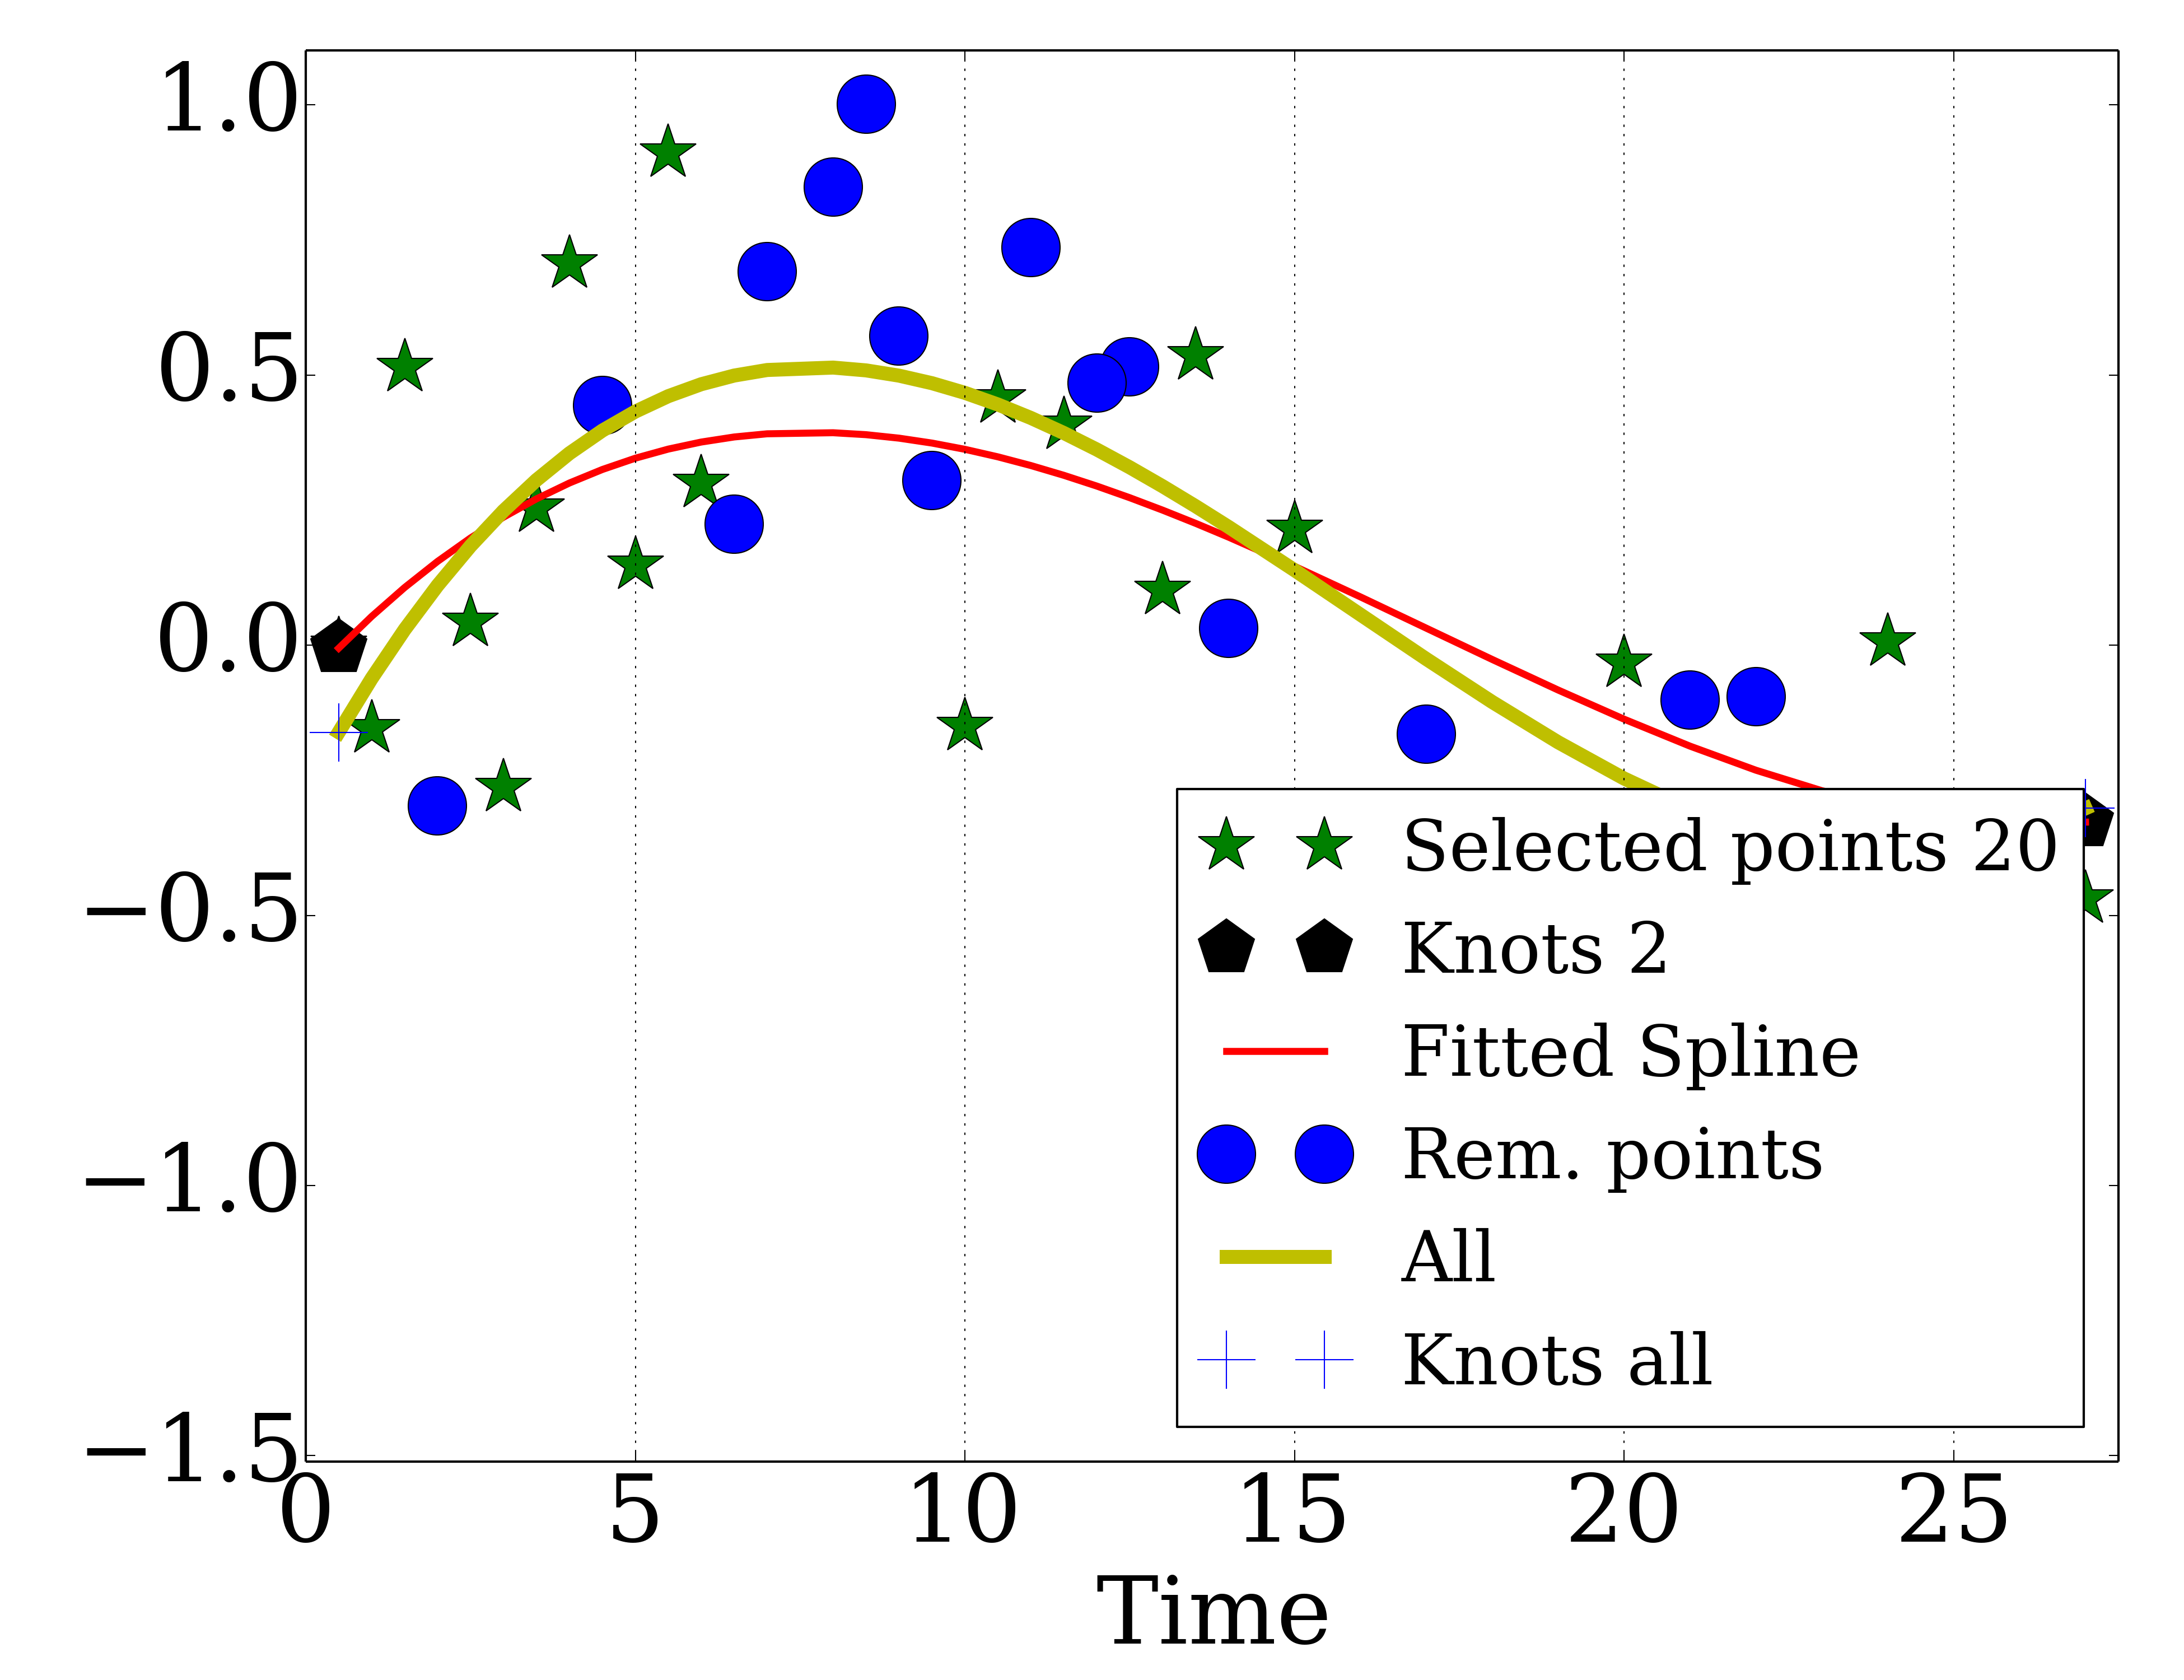 1.0
0.5
0.0
−0.5
−1.0
−1.5
0 5 10 15 20 25
Time
Selected points 20
Knots 2
Fitted Spline
Rem. points
All
Knots all